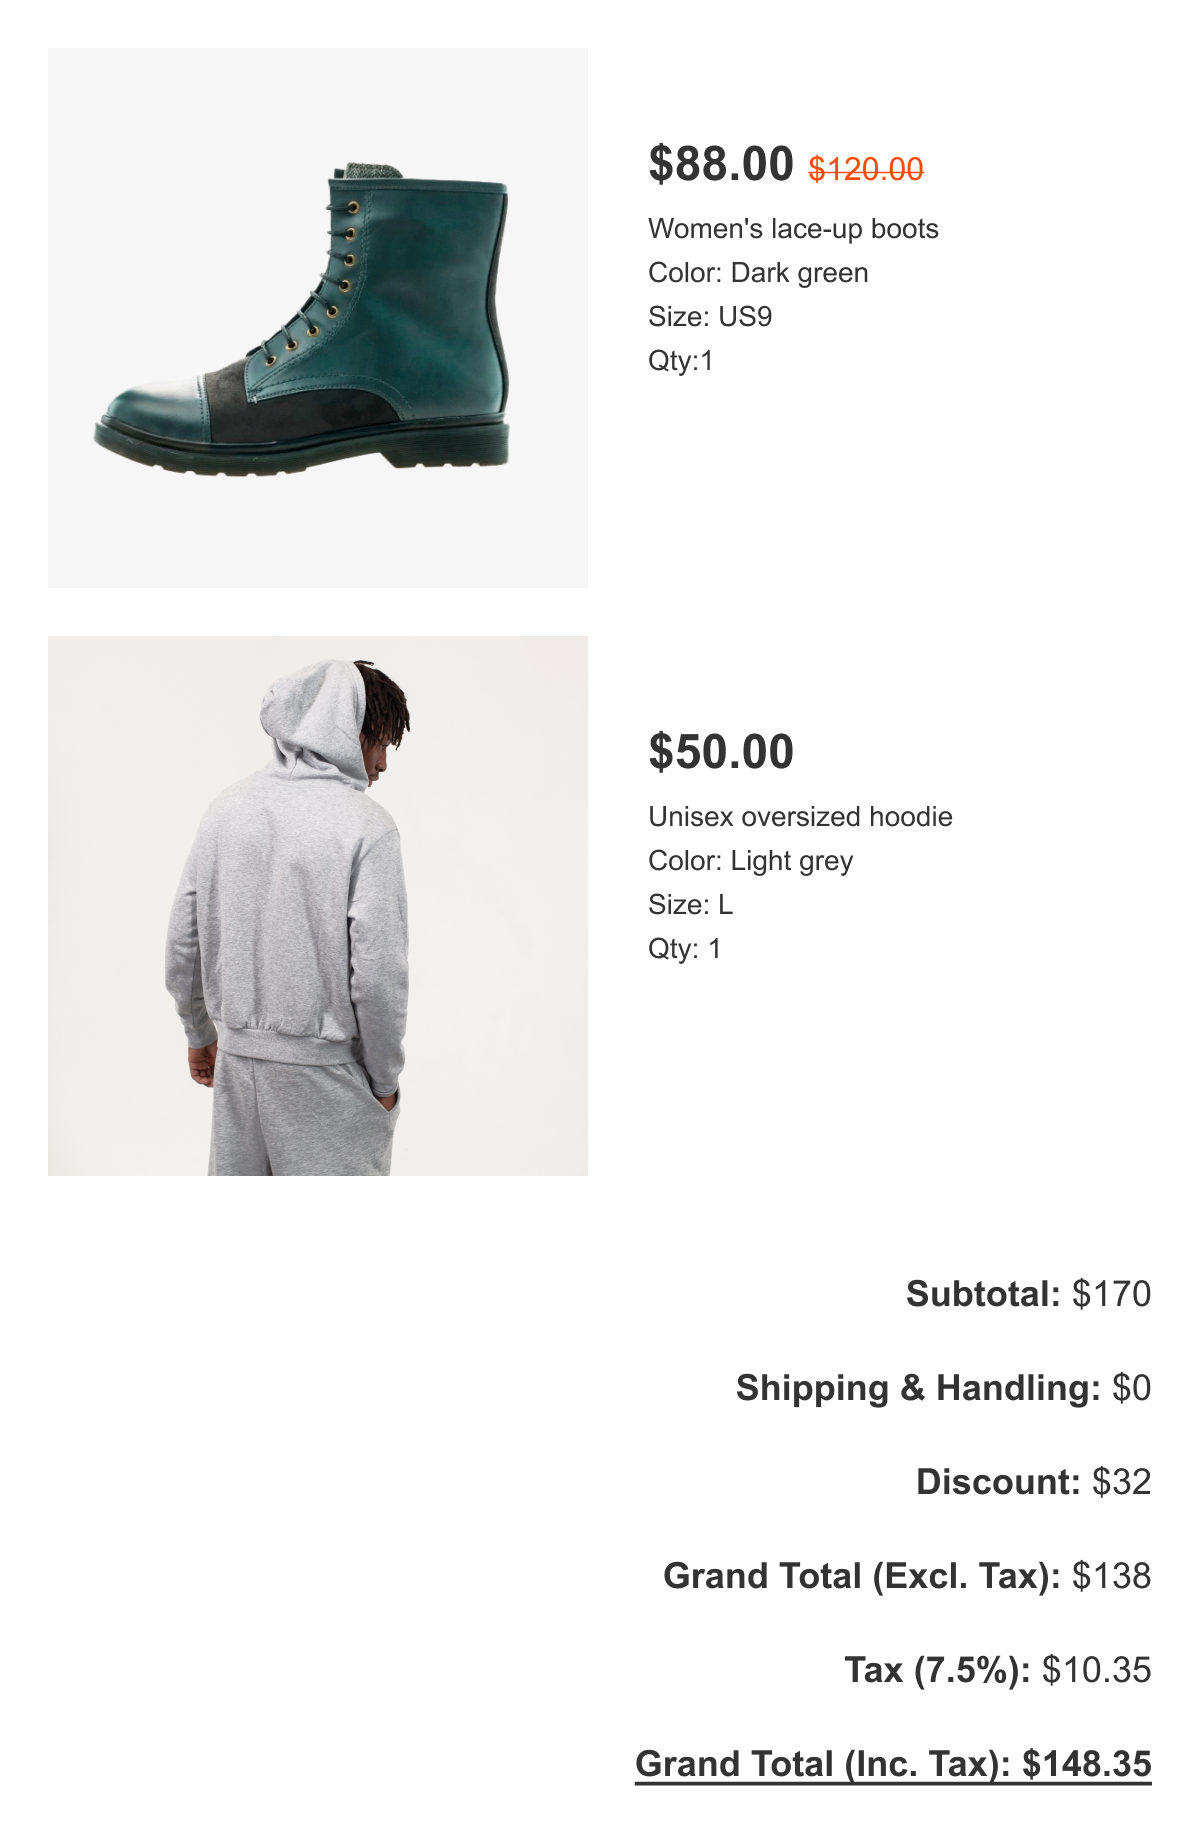 $88.00 $120.00
Women's lace-up boots
Color: Dark green
Size: US9
Qty:1
$50.00
Unisex oversized hoodie
Color: Light grey
Size: L
Qty: 1
Subtotal: $170
Shipping & Handling: $0
Discount: $32
Grand Total (Excl. Tax): $138
Tax (7.5%): $10.35
Grand Total (Inc. Tax): $148.35